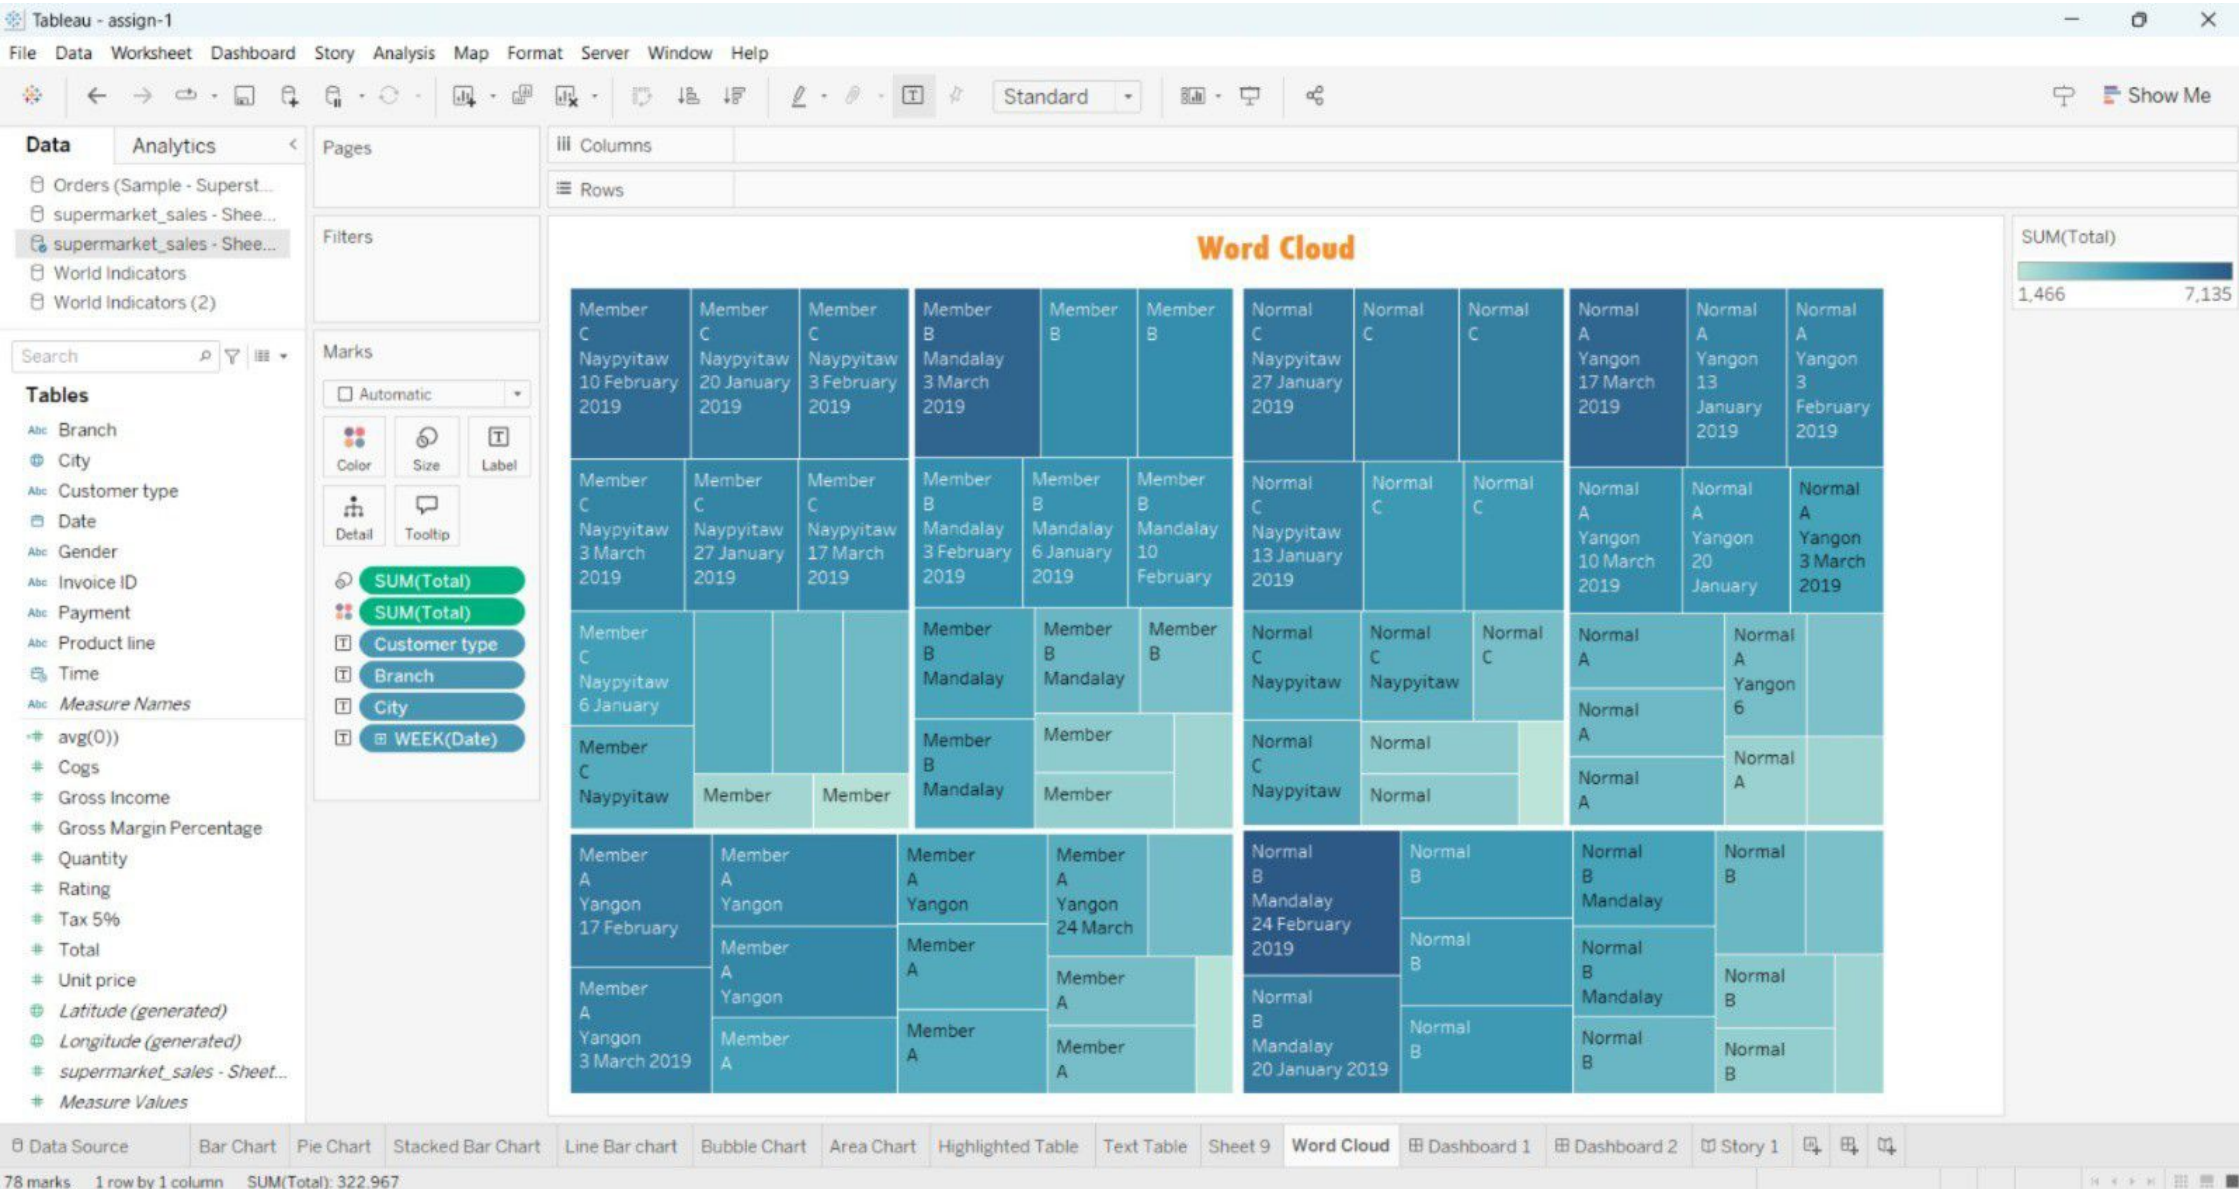 Tableau - assign-1
File Data Worksheet Dashboard Story Analysis Map Format Server Window Help
Standard
Show Me
Data Analytics
Orders (Sample - Superst...
supermarket_sales - Shee...
supermarket_sales - Shee...
World Indicators
World Indicators (2)
Search
Tables
Abc Branch
City
Abc Customer type
Date
Abc Gender
Abc Invoice ID
Abc Payment
Abc Product line
Time
Abc Measure Names
avg(0))
Cogs
Gross Income
Gross Margin Percentage
Quantity
Rating
Tax 5%
Total
Unit price
Latitude (generated)
Longitude (generated)
supermarket_sales - Sheet...
Measure Values
Pages
Filters
Marks
Automatic
Color Size Label
Detail Tooltip
SUM(Total)
SUM(Total)
Customer type
Branch
City
WEEK(Date)
Columns
Rows
Word Cloud
Member
C
Naypyitaw
10 February
2019
Member
C
Naypyitaw
20 January
2019
Member
C
Naypyitaw
3 February
2019
Member
C
Naypyitaw
3 March
2019
Member
C
Naypyitaw
27 January
2019
Member
C
Naypyitaw
17 March
2019
Member
C
Naypyitaw
6 January
Member
C
Naypyitaw
Member
Member
Member
B
Mandalay
3 March
2019
Member
B
Member
B
Member
B
Mandalay
3 February
2019
Member
B
Mandalay
6 January
2019
Member
B
Mandalay
10
February
Member
B
Mandalay
Member
B
Mandalay
Member
B
Member
B
Mandalay
Member
Member
Normal
C
Naypyitaw
27 January
2019
Normal
C
Normal
C
Normal
C
Naypyitaw
13 January
2019
Normal
C
Normal
C
Normal
C
Naypyitaw
Normal
C
Naypyitaw
Normal
C
Normal
C
Naypyitaw
Normal
Normal
Normal
A
Yangon
17 March
2019
Normal
A
Yangon
13
January
2019
Normal
A
Yangon
3
February
2019
Normal
A
Yangon
10 March
2019
Normal
A
Yangon
20
January
Normal
A
Yangon
3 March
2019
Normal
A
Normal
A
Normal
A
Normal
A
Yangon
6
Normal
A
Member
A
Yangon
17 February
Member
A
Yangon
3 March 2019
Member
A
Yangon
Member
A
Yangon
Member
A
Member
A
Yangon
Member
A
Member
A
Member
A
Yangon
24 March
Member
A
Member
A
Normal
B
Mandalay
24 February
2019
Normal
B
Mandalay
20 January 2019
Normal
B
Normal
B
Normal
B
Normal
B
Mandalay
Normal
B
Mandalay
Normal
B
Normal
B
Normal
B
Normal
B
SUM(Total)
1,466 7,135
Data Source Bar Chart Pie Chart Stacked Bar Chart Line Bar chart Bubble Chart Area Chart Highlighted Table Text Table Sheet 9 Word Cloud Dashboard 1 Dashboard 2 Story 1
78 marks 1 row by 1 column SUM(Total): 322,967